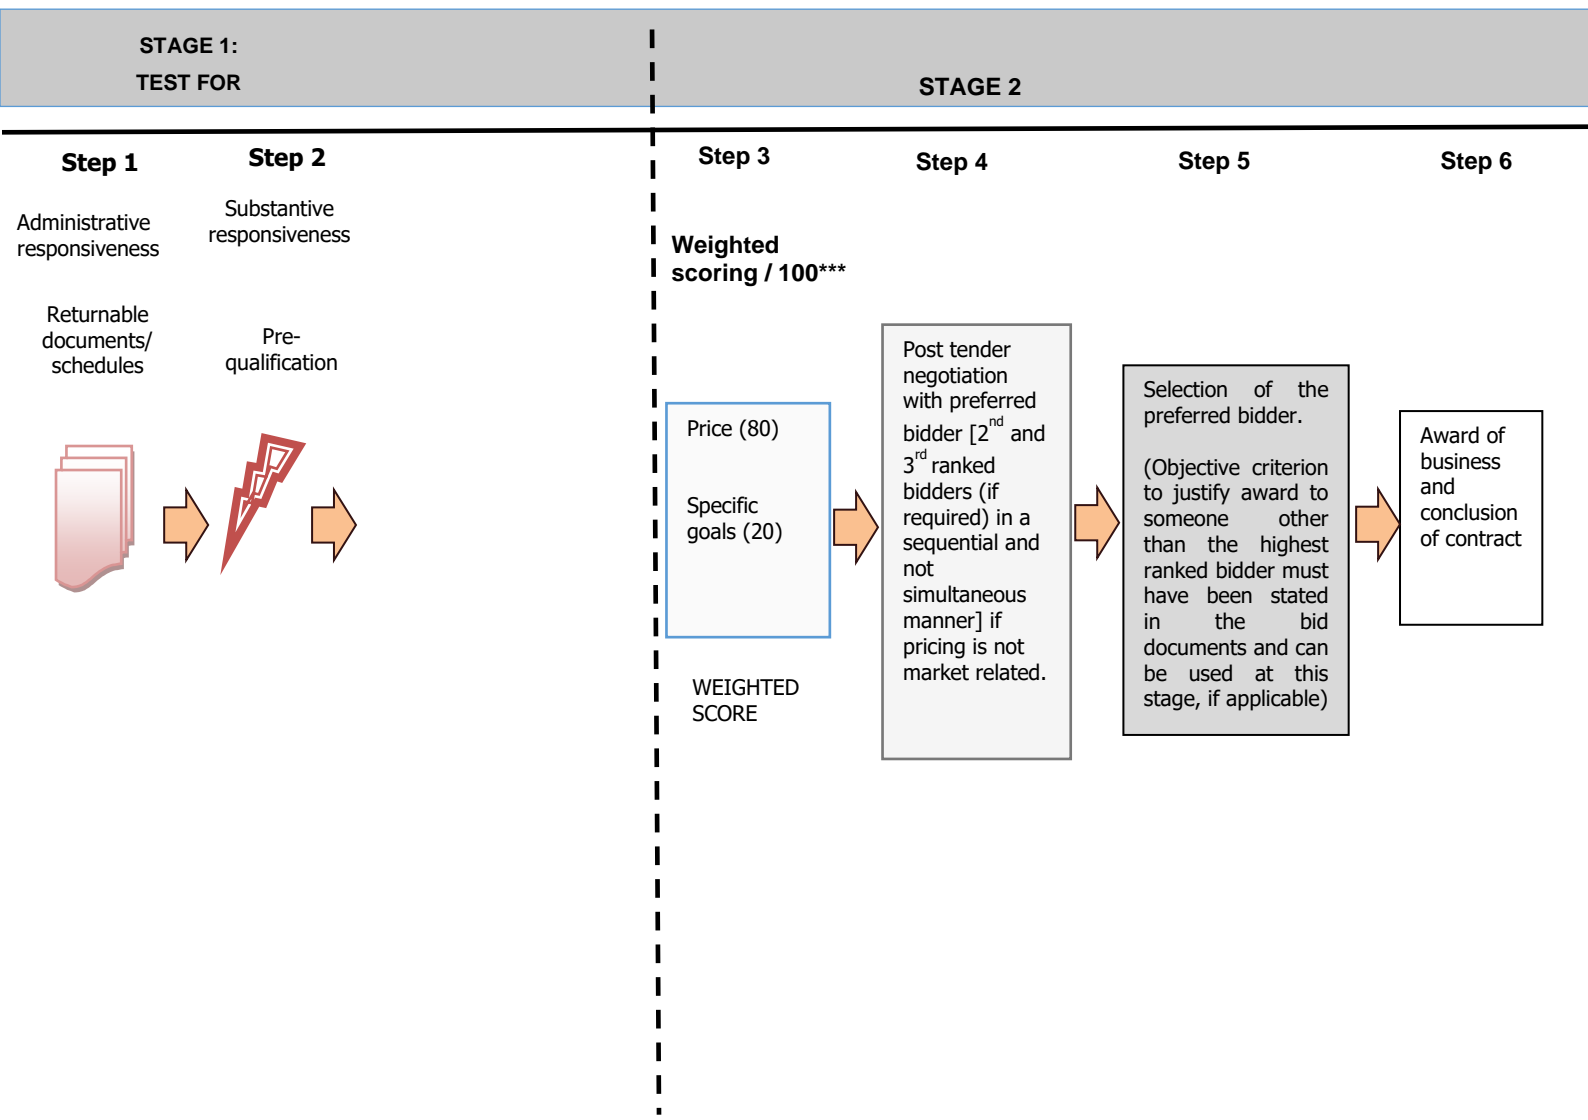 STAGE 1:
TEST FOR
STAGE 2
Step 1
Administrative
responsiveness
Returnable
documents/
schedules
Step 2
Substantive
responsiveness
Pre-
qualification
Step 3
Weighted
scoring / 100***
Price (80)
Specific
goals (20)
WEIGHTED
SCORE
Step 4
Post tender
negotiation
with preferred
bidder [2nd and
3rd ranked
bidders (if
required) in a
sequential and
not
simultaneous
manner] if
pricing is not
market related.
Step 5
Selection of the
preferred bidder.
(Objective criterion
to justify award to
someone other
than the highest
ranked bidder must
have been stated
in the bid
documents and can
be used at this
stage, if applicable)
Step 6
Award of
business
and
conclusion
of contract